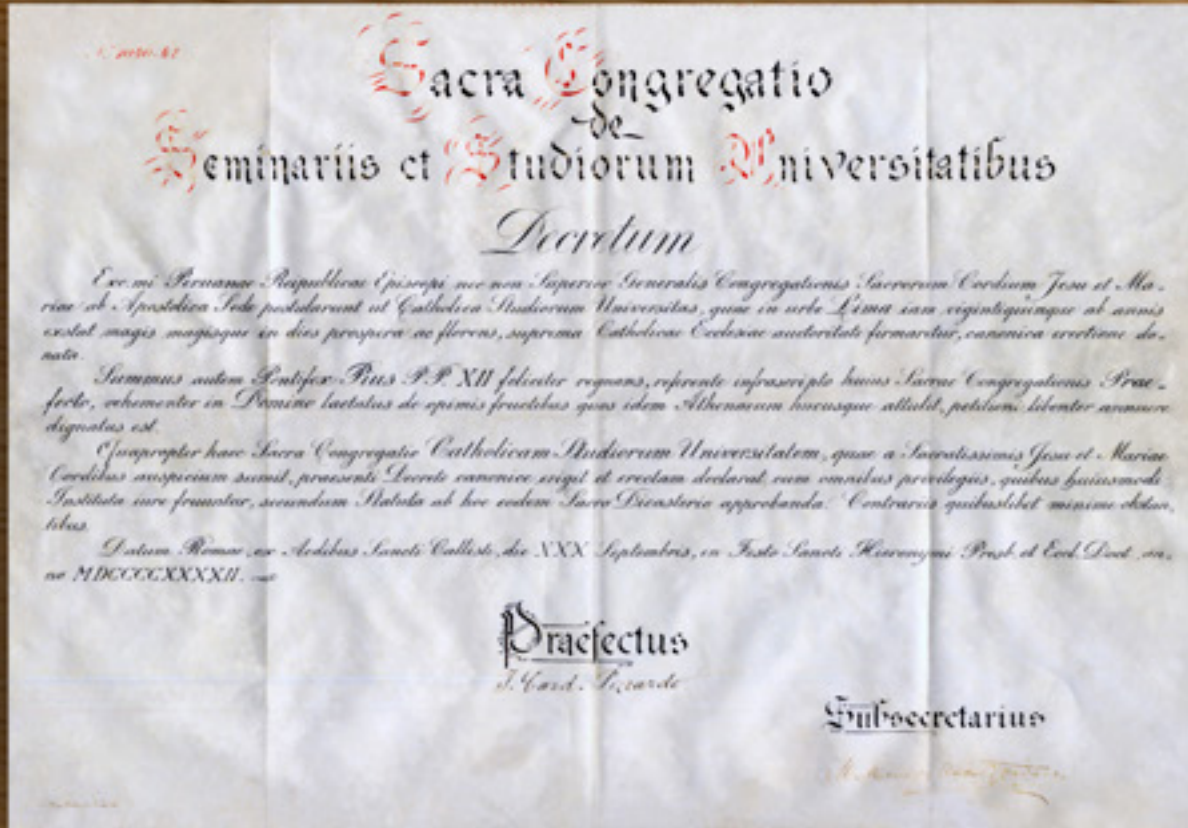 Sacra Congregatio
de
Seminariis et Studiorum Universitatibus
Decretum
Exc.mi Peruanae Reipublicae Episcopi nec non Superior Generalis Congregationis Sacrorum Cordium Jesu et Ma-
riae ab Apostolica Sede postularunt ut Catholica Studiorum Universitas, quae in urbe Lima iam vigintiquinque ab annis
exstat magis magisque in dies prospera ac florens, suprema Catholicae Ecclesiae auctoritate firmaretur, canonica erectione do-
nata.
Summus autem Pontifex Pius P.P. XII feliciter regnans, referente infrascripto huius Sacrae Congregationis Prae-
fecto, vehementer in Domino laetatus de opimis fructibus quos idem Athenaeum hucusque attulit, petitioni libenter annuere
dignatus est.
Quapropter haec Sacra Congregatio Catholicam Studiorum Universitatem, quae a Sacratissimis Jesu et Mariae
Cordibus auspicium sumit, praesenti Decreto canonice erigit et erectam declarat cum omnibus privilegiis, quibus huiusmodi
Instituta iure fruuntur, secundum Statuta ab hoc eodem Sacro Dicasterio approbanda. Contrariis quibuslibet minime obstan-
tibus.
Datum Romae, ex Aedibus Sancti Callisti, die XXX Septembris, in Festo Sancti Hieronymi Presb. et Eccl. Doct. an-
no MDCCCCXXXXII.
Praefectus
J. Card. Pizzardo
Subsecretarius